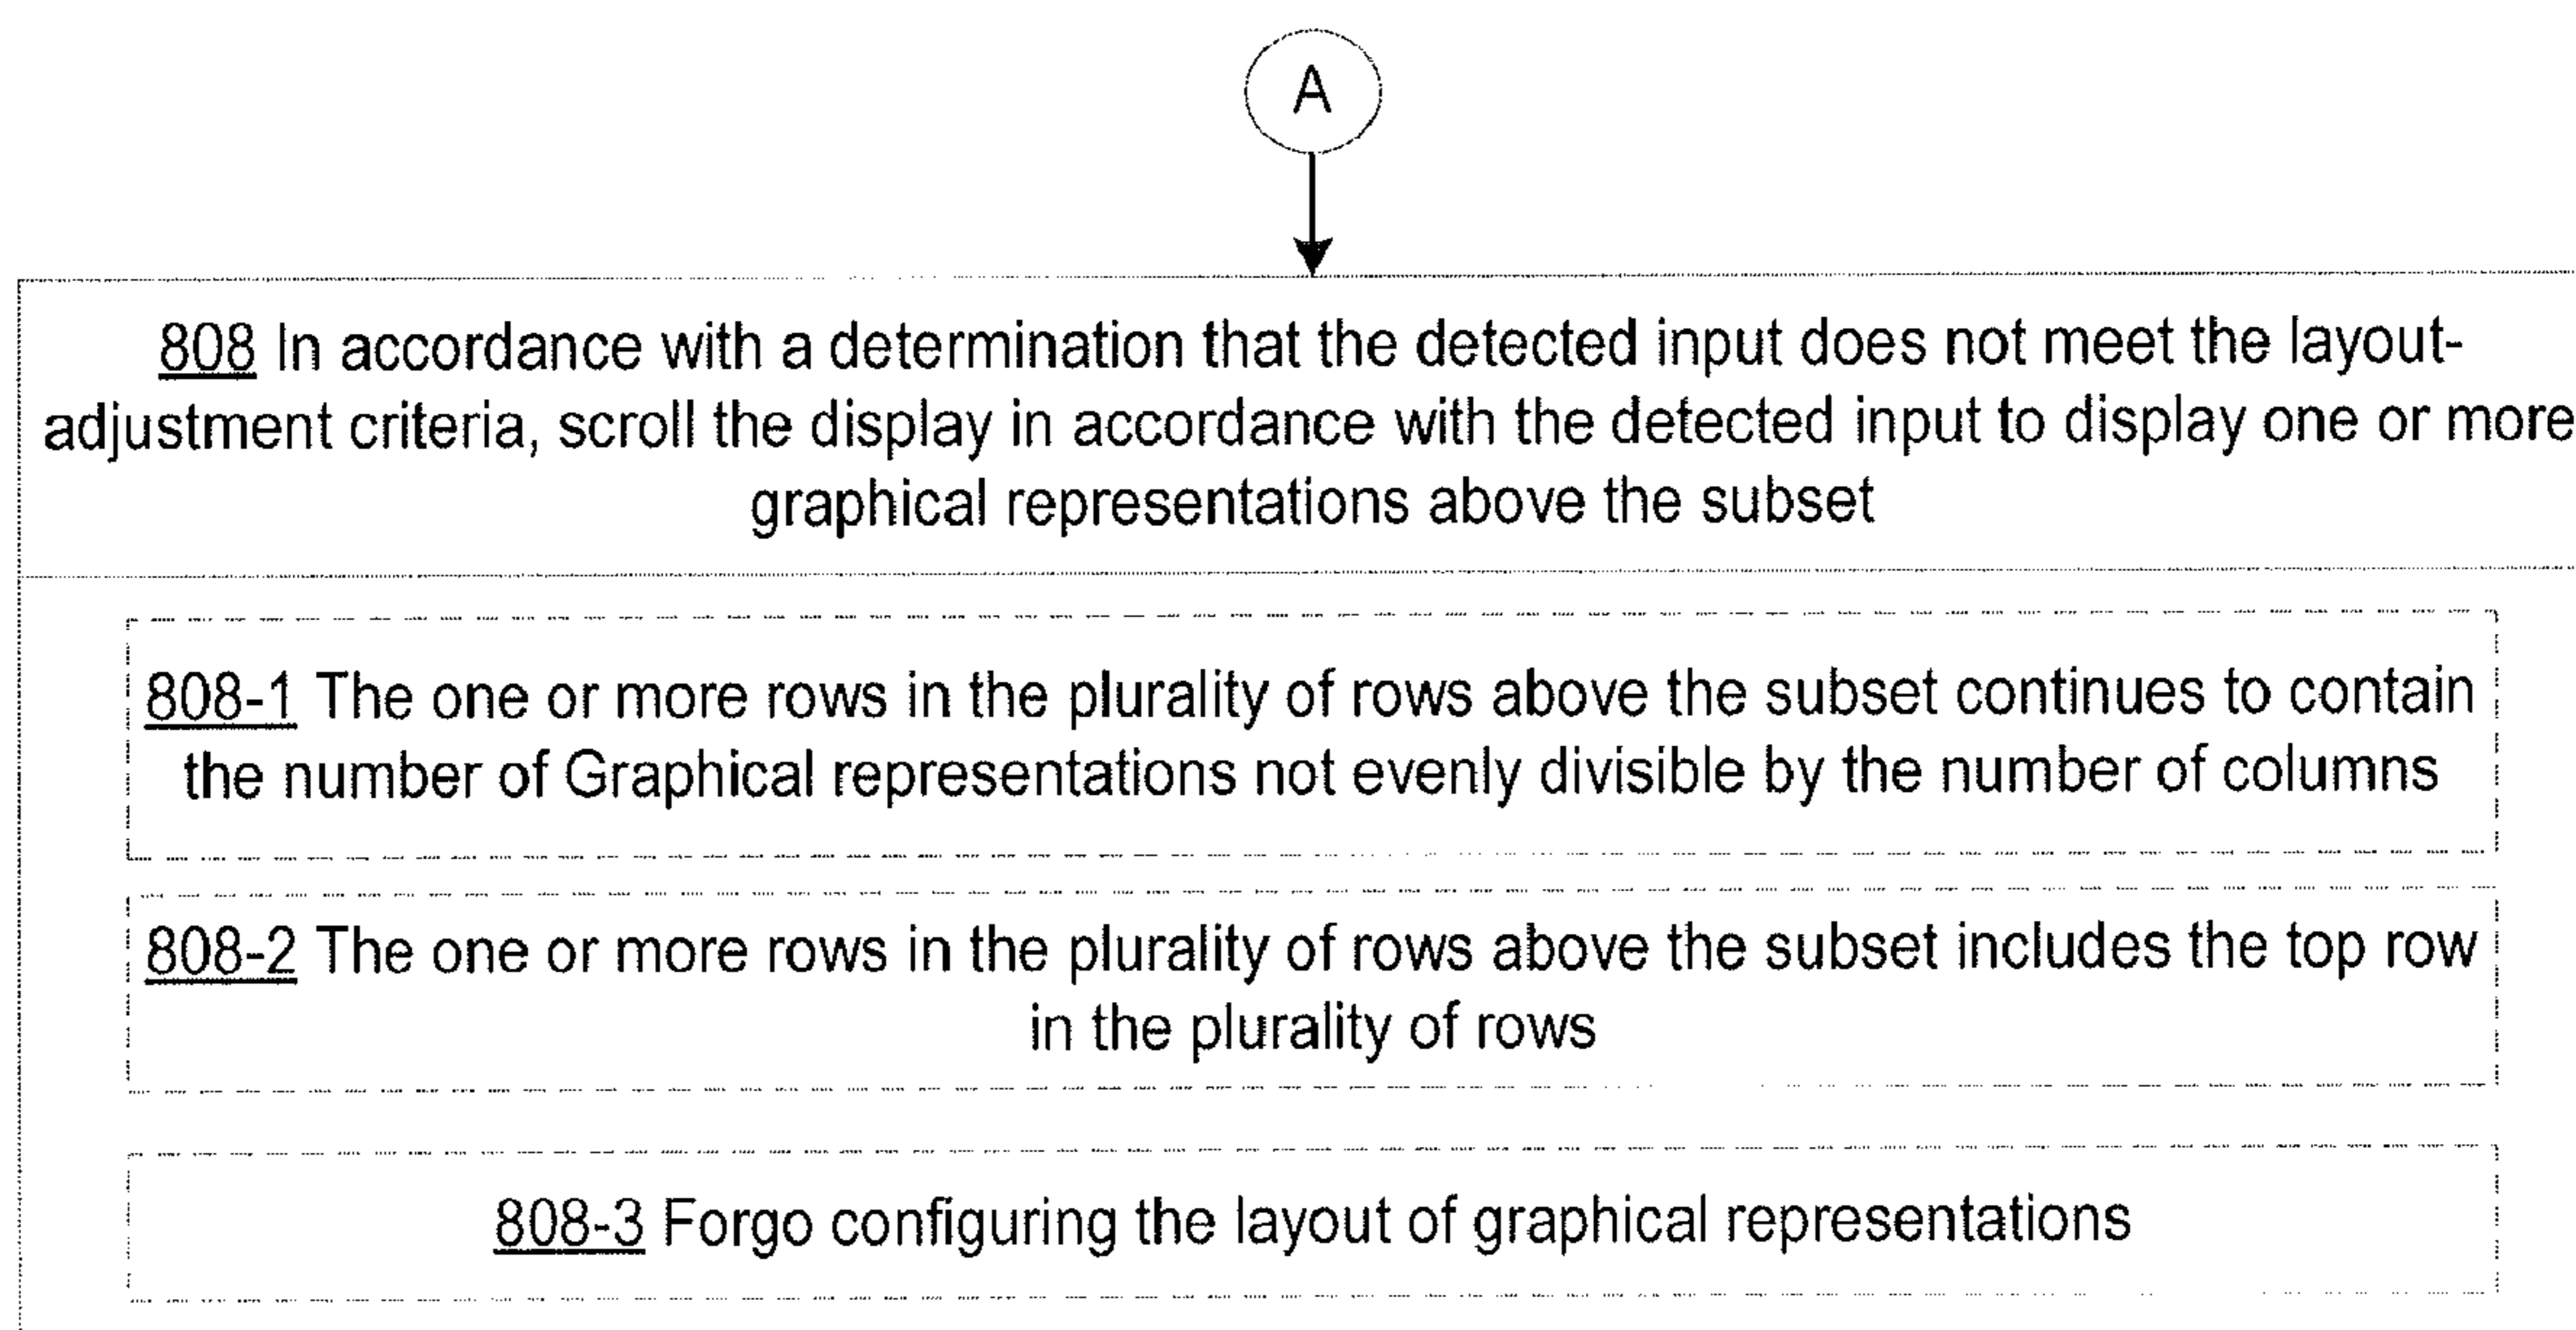 A
808 In accordance with a determination that the detected input does not meet the layout-
adjustment criteria, scroll the display in accordance with the detected input to display one or more
graphical representations above the subset
808-1 The one or more rows in the plurality of rows above the subset continues to contain
the number of Graphical representations not evenly divisible by the number of columns
808-2 The one or more rows in the plurality of rows above the subset includes the top row
in the plurality of rows
808-3 Forgo configuring the layout of graphical representations